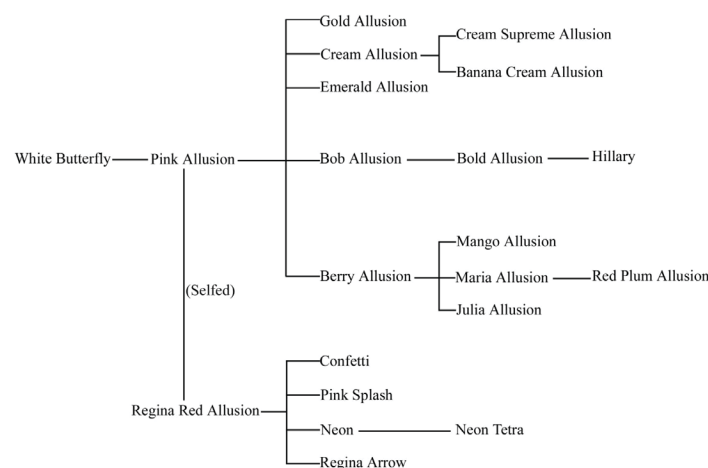 Gold Allusion
Cream Allusion
Cream Supreme Allusion
Banana Cream Allusion
Emerald Allusion
White Butterfly
Pink Allusion
Bob Allusion
Bold Allusion
Hillary
Berry Allusion
Mango Allusion
Maria Allusion
Red Plum Allusion
Julia Allusion
(Selfed)
Regina Red Allusion
Confetti
Pink Splash
Neon
Neon Tetra
Regina Arrow